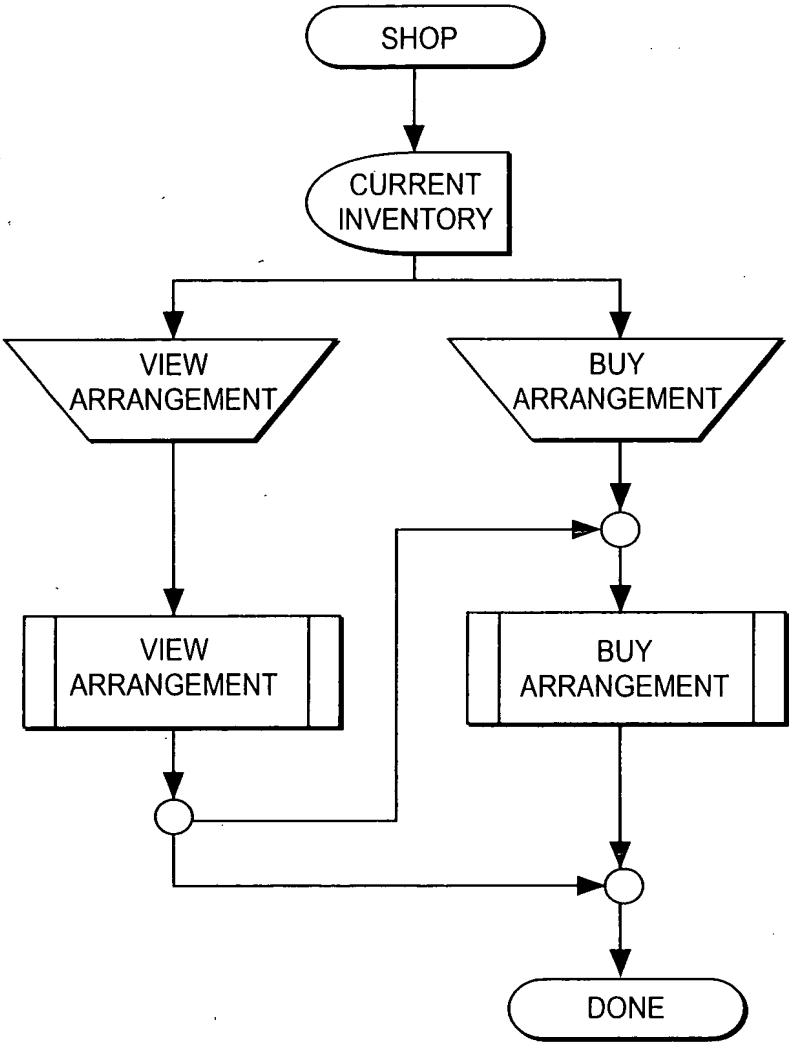 SHOP
CURRENT
INVENTORY
VIEW
ARRANGEMENT
BUY
ARRANGEMENT
VIEW
ARRANGEMENT
BUY
ARRANGEMENT
DONE